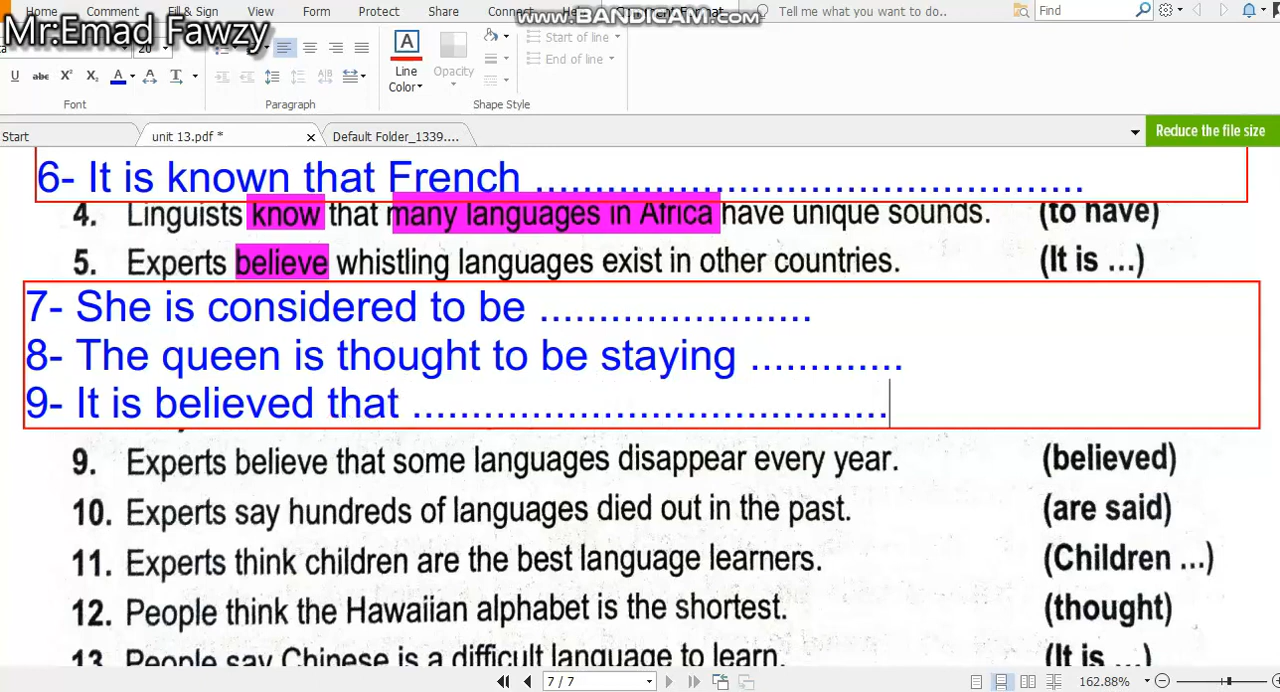 Home Comment Fill & Sign View Form Protect Share Connect Tell me what you want to do.. Find
www.BANDICAM.com
Mr:Emad Fawzy
20
U abc X² X₂ A A T
Line Color
Opacity
Start of line
End of line
Font Paragraph Shape Style
Start unit 13.pdf * Default Folder_1339.... Reduce the file size
6- It is known that French ..............................................
4. Linguists know that many languages in Africa have unique sounds. (to have)
5. Experts believe whistling languages exist in other countries. (It is ...)
7- She is considered to be .......................
8- The queen is thought to be staying .............
9- It is believed that ........................................
9. Experts believe that some languages disappear every year. (believed)
10. Experts say hundreds of languages died out in the past. (are said)
11. Experts think children are the best language learners. (Children ...)
12. People think the Hawaiian alphabet is the shortest. (thought)
13 People say Chinese is a difficult language to learn. (It is ...)
7 / 7 162.88%